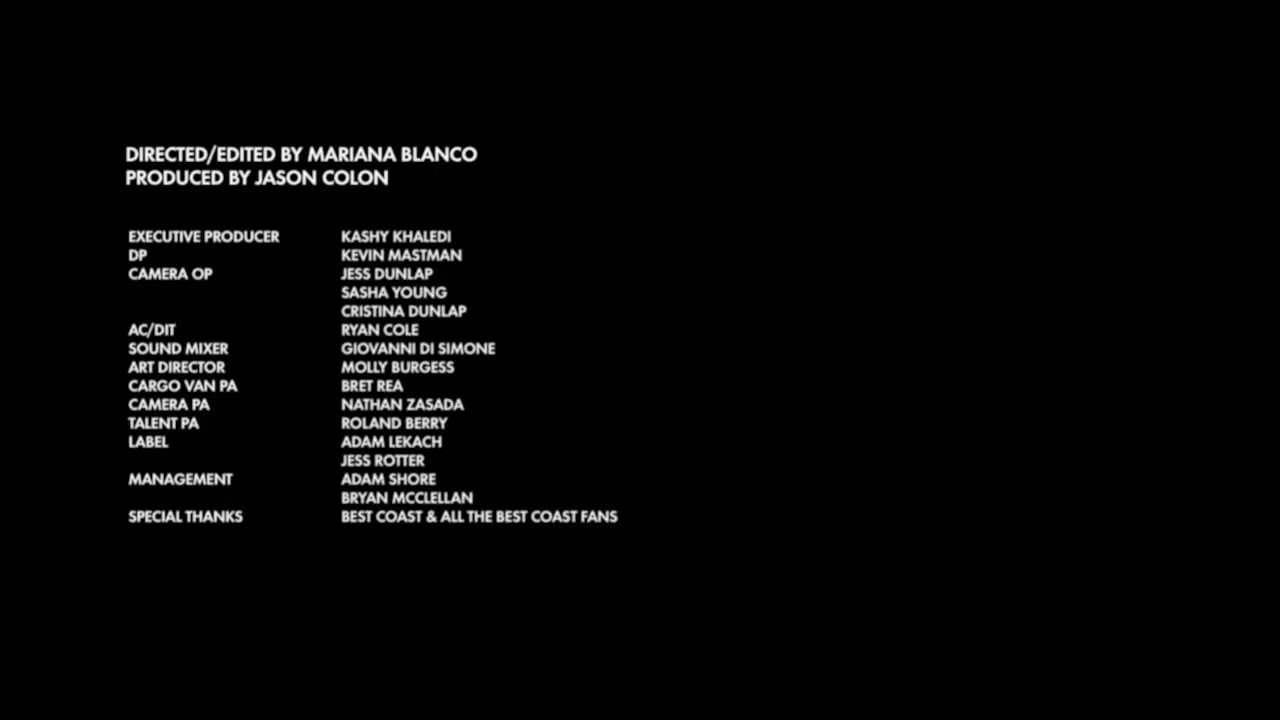 DIRECTED/EDITED BY MARIANA BLANCO
PRODUCED BY JASON COLON
EXECUTIVE PRODUCER KASHY KHALEDI
DP KEVIN MASTMAN
CAMERA OP JESS DUNLAP
SASHA YOUNG
CRISTINA DUNLAP
AC/DIT RYAN COLE
SOUND MIXER GIOVANNI DI SIMONE
ART DIRECTOR MOLLY BURGESS
CARGO VAN PA BRET REA
CAMERA PA NATHAN ZASADA
TALENT PA ROLAND BERRY
LABEL ADAM LEKACH
JESS ROTTER
MANAGEMENT ADAM SHORE
BRYAN MCCLELLAN
SPECIAL THANKS BEST COAST & ALL THE BEST COAST FANS